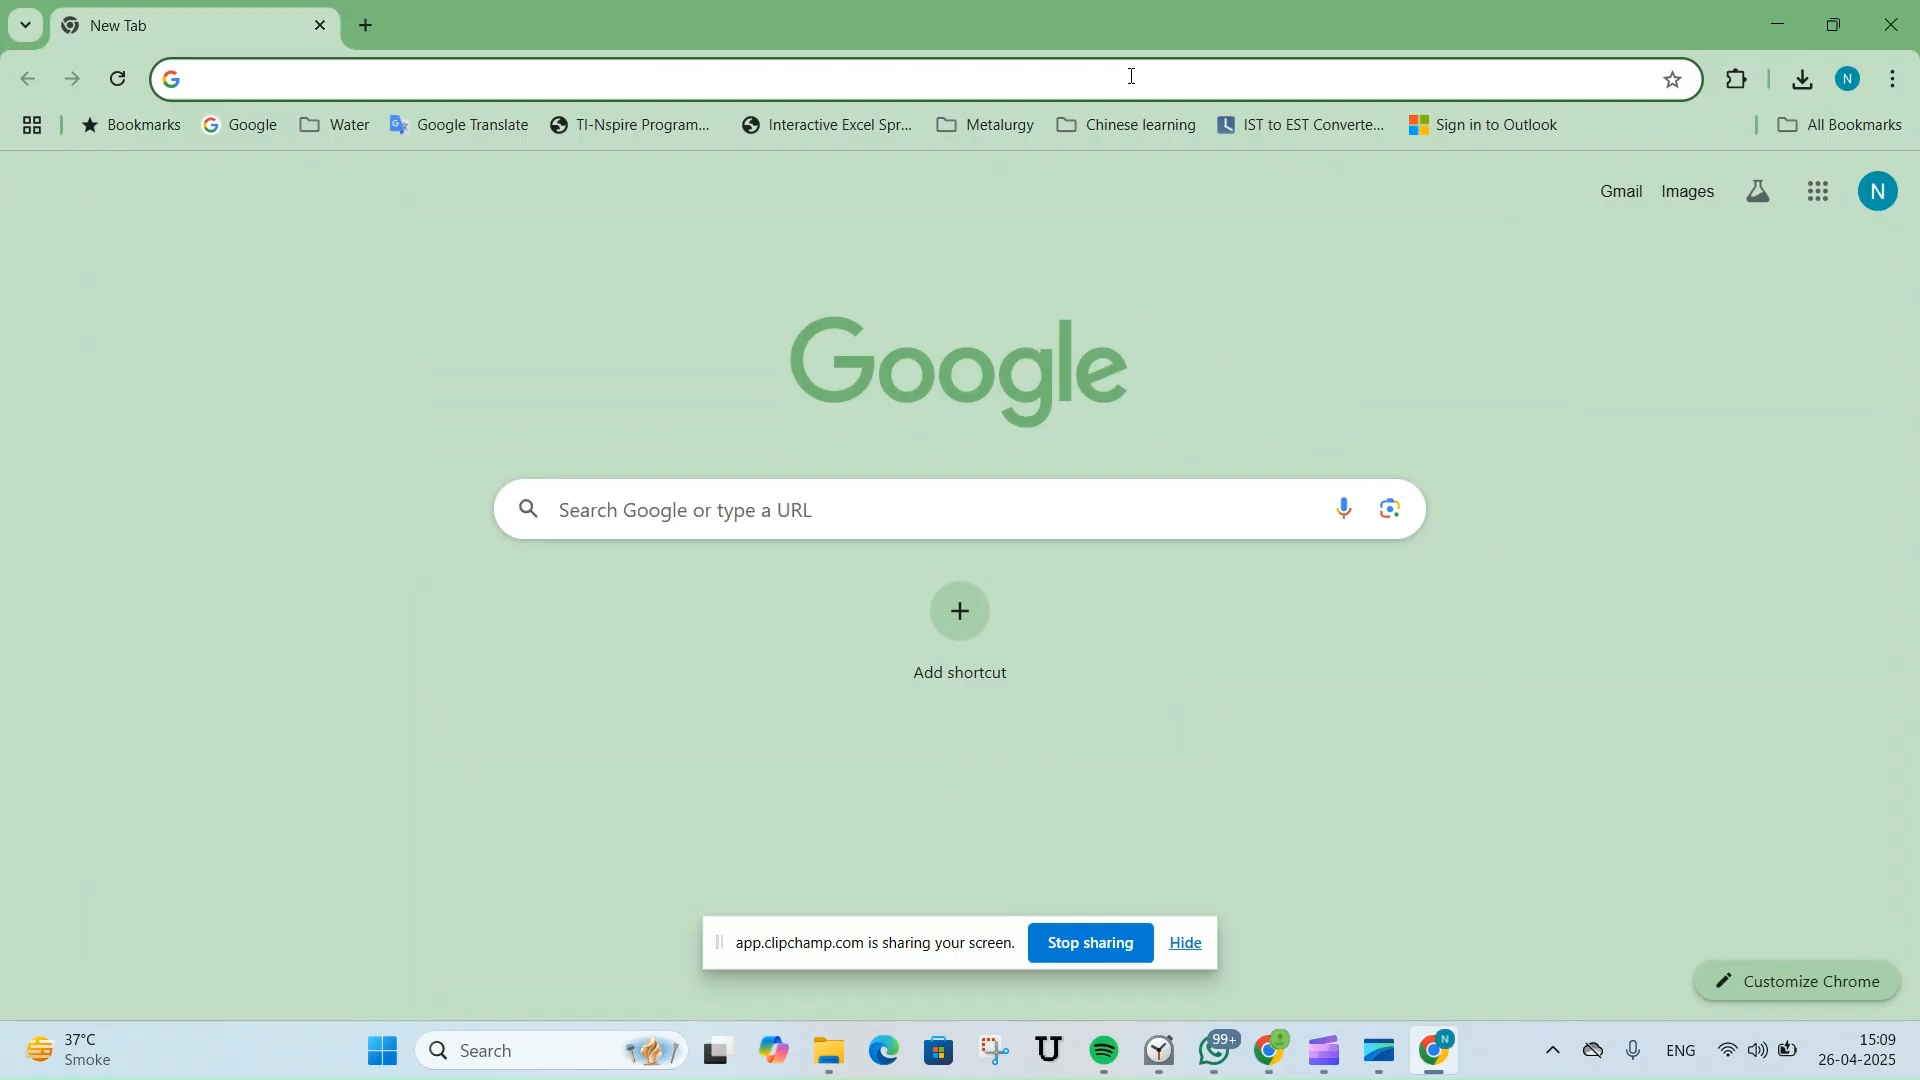 New Tab
Bookmarks Google Water Google Translate TI-Nspire Program... Interactive Excel Spr... Metalurgy Chinese learning IST to EST Converte... Sign in to Outlook All Bookmarks
Gmail Images N
Google
Search Google or type a URL
Add shortcut
app.clipchamp.com is sharing your screen. Stop sharing Hide
Customize Chrome
37°C
Smoke
Search
99+
ENG
15:09
26-04-2025